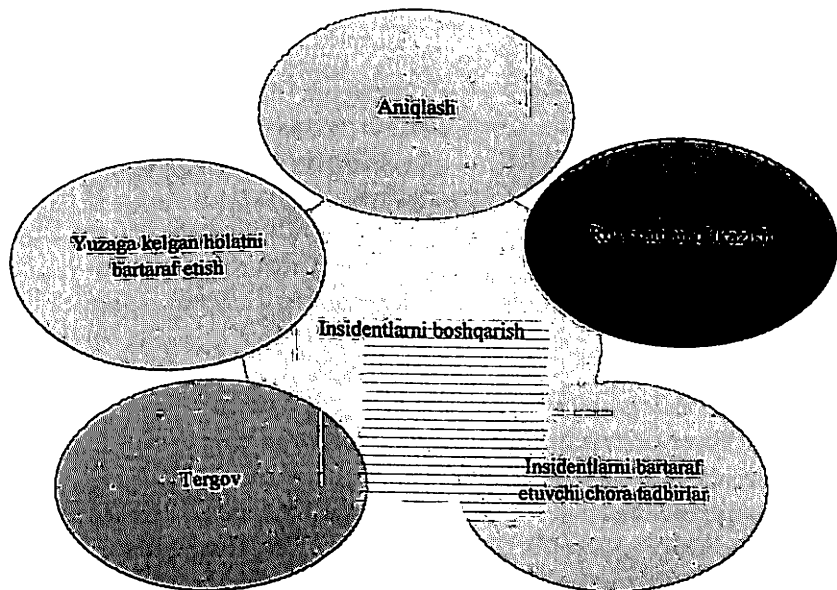 Aniqlash
Yuzaga kelgan holatni
bartaraf etish
Insidentlarni boshqarish
Tergov
Insidentlarni bartaraf
etuvchi chora tadbirlar